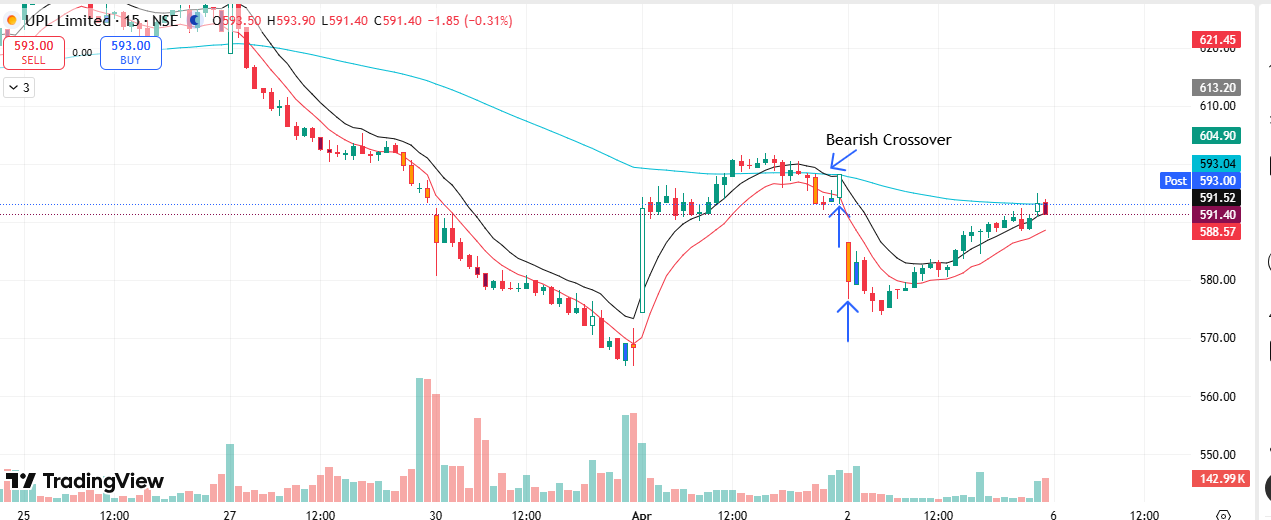 UPL Limited · 15 · NSE O593.50 H593.90 L591.40 C591.40 −1.85 (−0.31%)
593.00 0.00 593.00
SELL BUY
3
Bearish Crossover
621.45
620.00
613.20
610.00
604.90
593.04
Post 593.00
591.52
591.40
588.57
580.00
570.00
560.00
550.00
142.99 K
TradingView
25 12:00 27 12:00 30 12:00 Apr 12:00 2 12:00 6 12:00